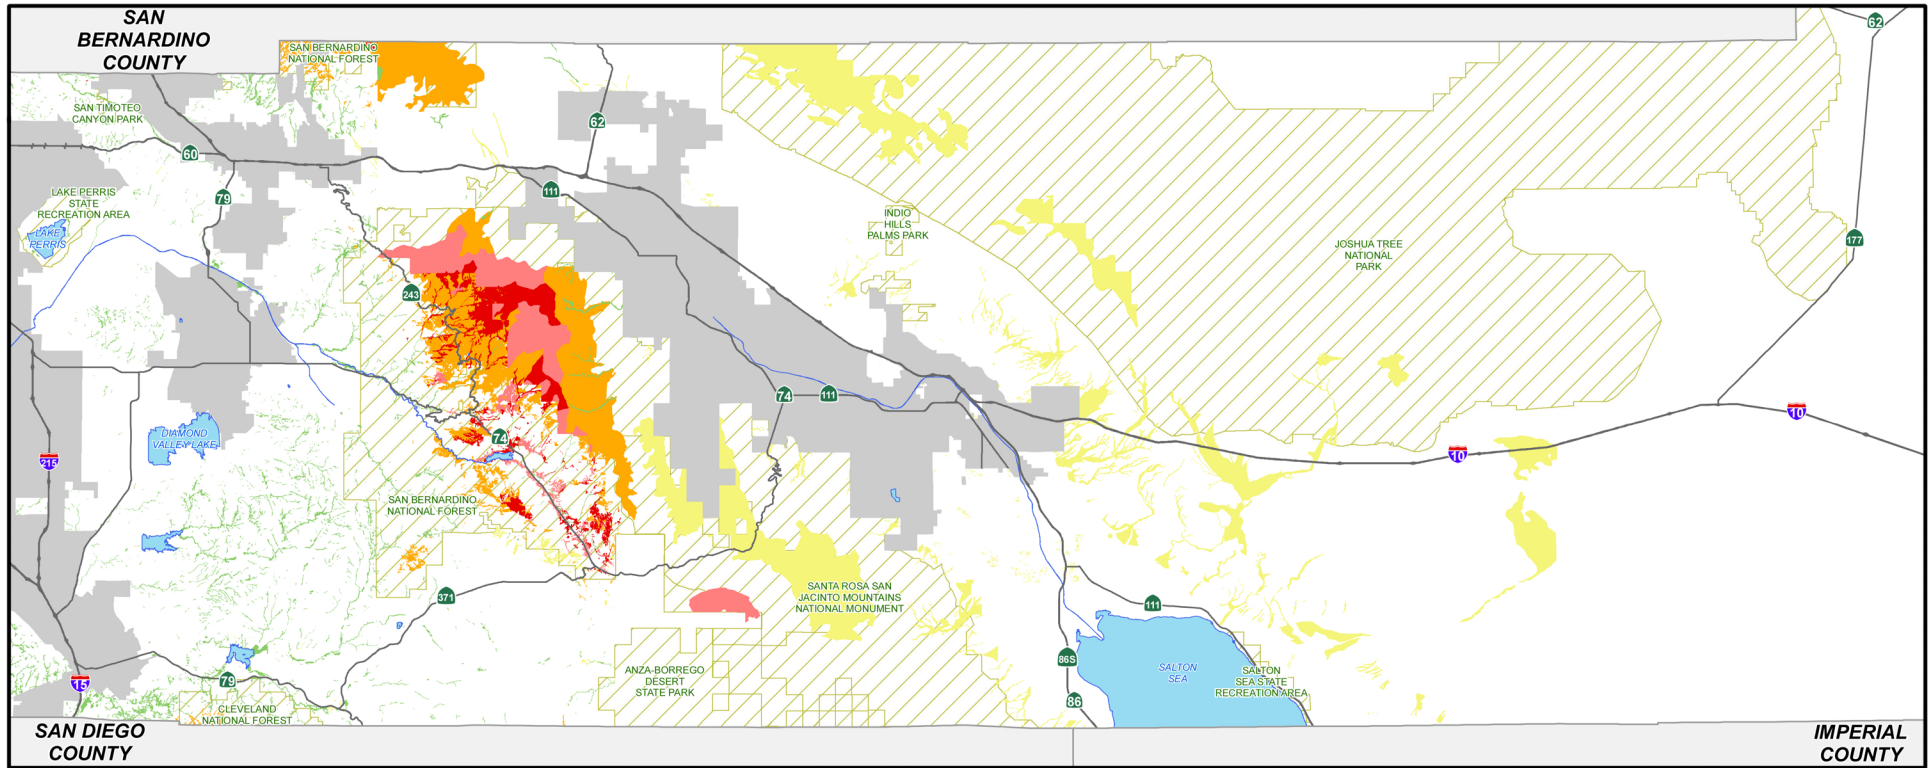 SAN
BERNARDINO
COUNTY
SAN BERNARDINO
NATIONAL FOREST
62
SAN TIMOTEO
CANYON PARK
62
60
79
111
LAKE PERRIS
STATE
RECREATION AREA
LAKE
PERRIS
INDIO
HILLS
PALMS PARK
JOSHUA TREE
NATIONAL
PARK
177
243
74
111
10
DIAMOND
VALLEY LAKE
74
215
10
SAN BERNARDINO
NATIONAL FOREST
371
SANTA ROSA SAN
JACINTO MOUNTAINS
NATIONAL MONUMENT
111
86S
SALTON
SEA
SALTON
SEA STATE
RECREATION AREA
ANZA-BORREGO
DESERT
STATE PARK
79
15
86
CLEVELAND
NATIONAL FOREST
SAN DIEGO
COUNTY
IMPERIAL
COUNTY